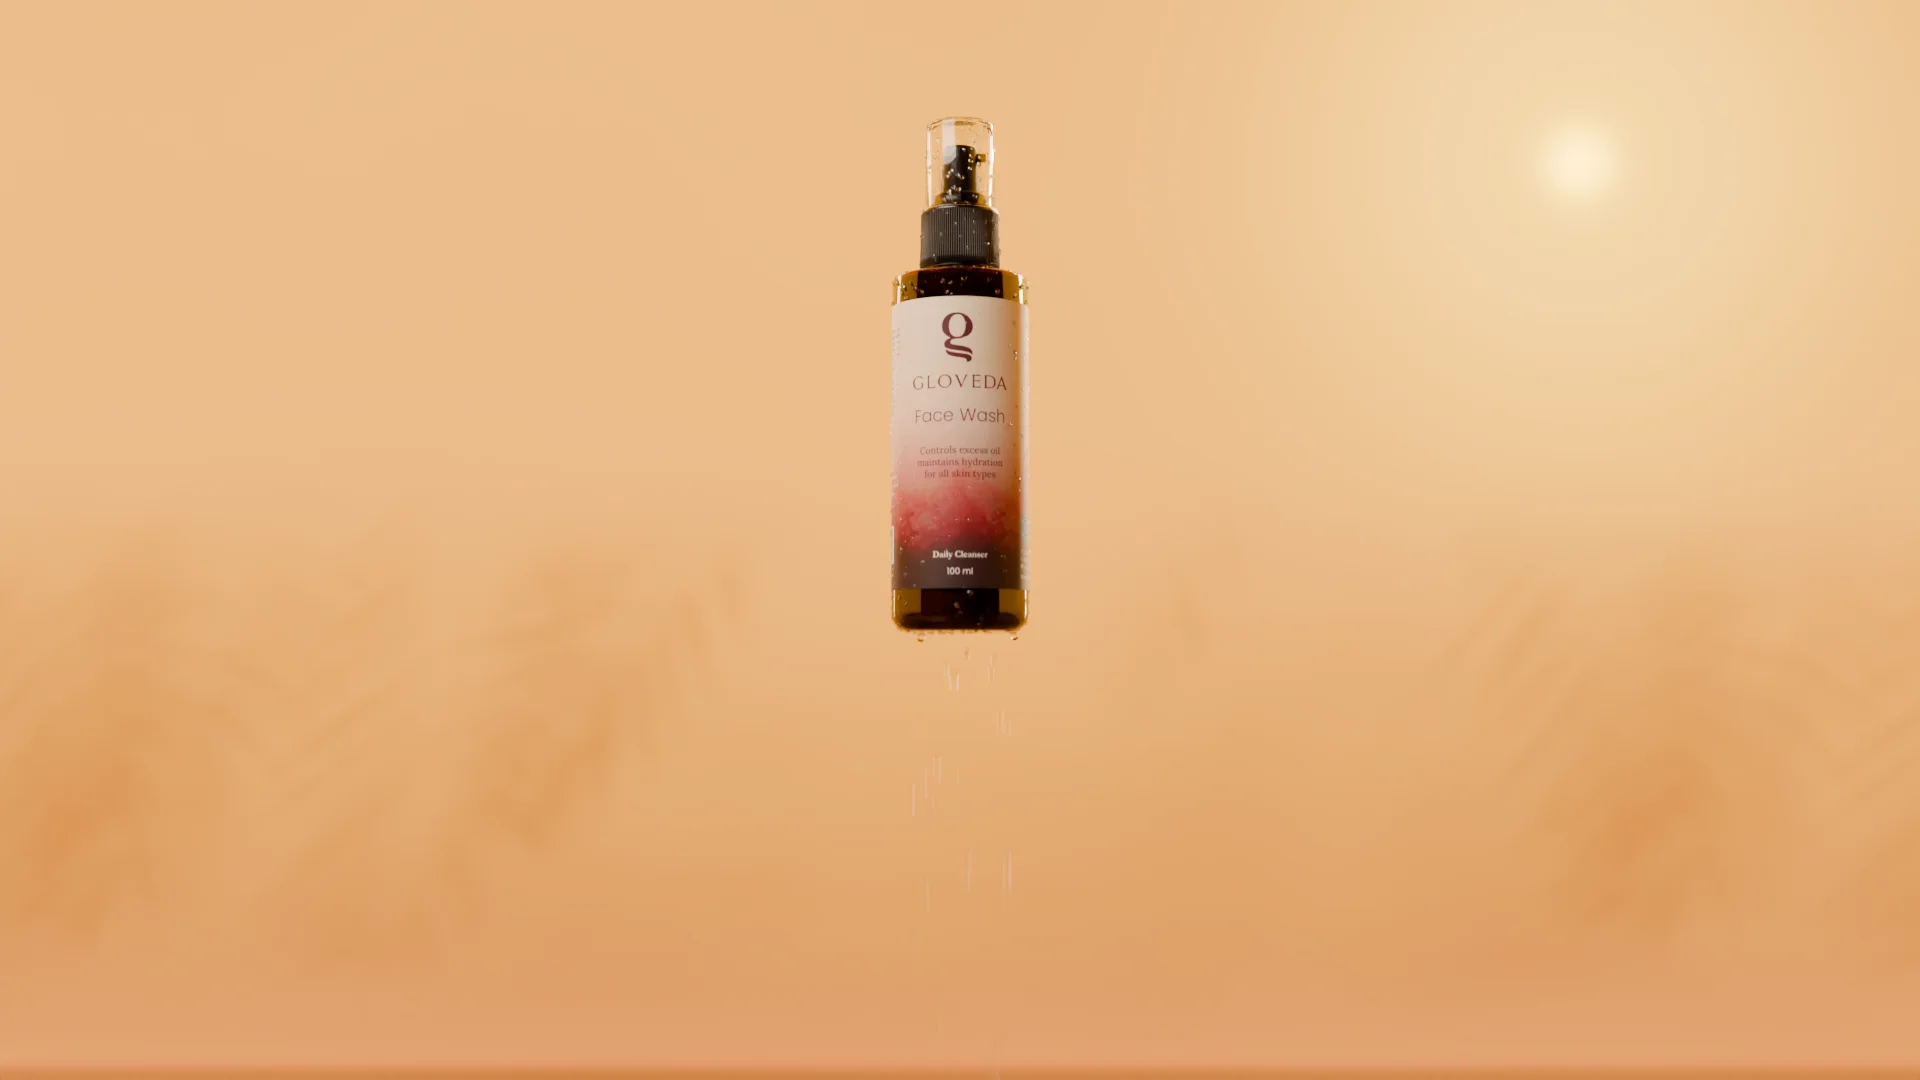 g
GLOVEDA
Face Wash
Controls excess oil
maintains hydration
for all skin types
Daily Cleanser
100 ml